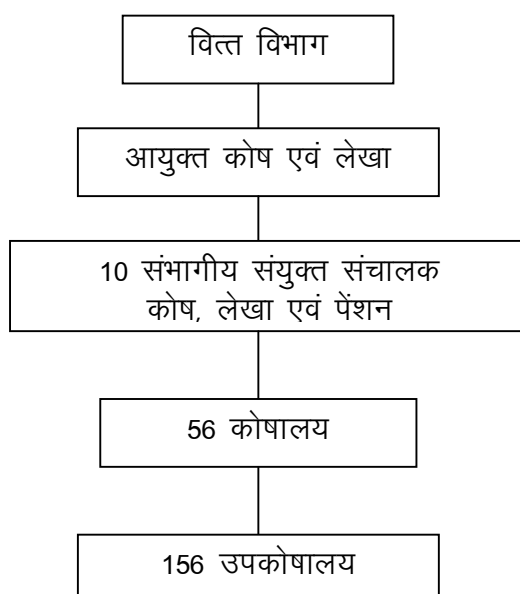 वित्त विभाग
आयुक्त कोष एवं लेखा
10 संभागीय संयुक्त संचालक
कोष, लेखा एवं पेंशन
56 कोषालय
156 उपकोषालय